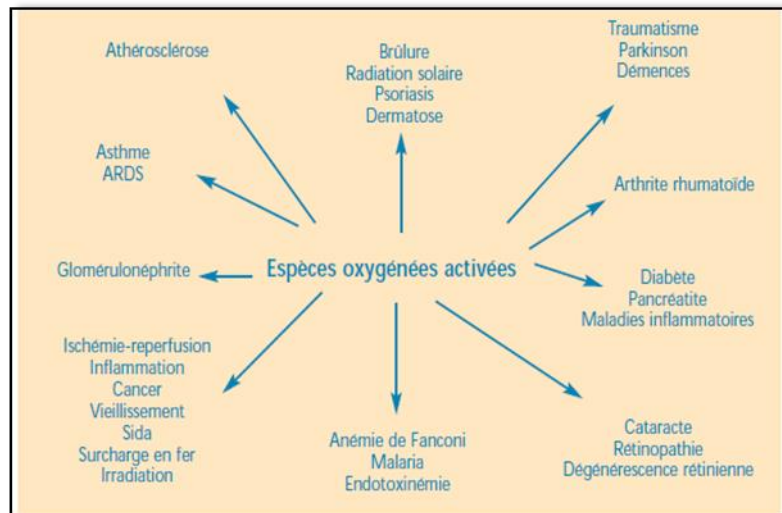 Athérosclérose
Brûlure
Radiation solaire
Psoriasis
Dermatose
Traumatisme
Parkinson
Démences
Asthme
ARDS
Arthrite rhumatoïde
Glomérulonéphrite
Espèces oxygénées activées
Diabète
Pancréatite
Maladies inflammatoires
Ischémie-reperfusion
Inflammation
Cancer
Vieillissement
Sida
Surcharge en fer
Irradiation
Anémie de Fanconi
Malaria
Endotoxinémie
Cataracte
Rétinopathie
Dégénérescence rétinienne